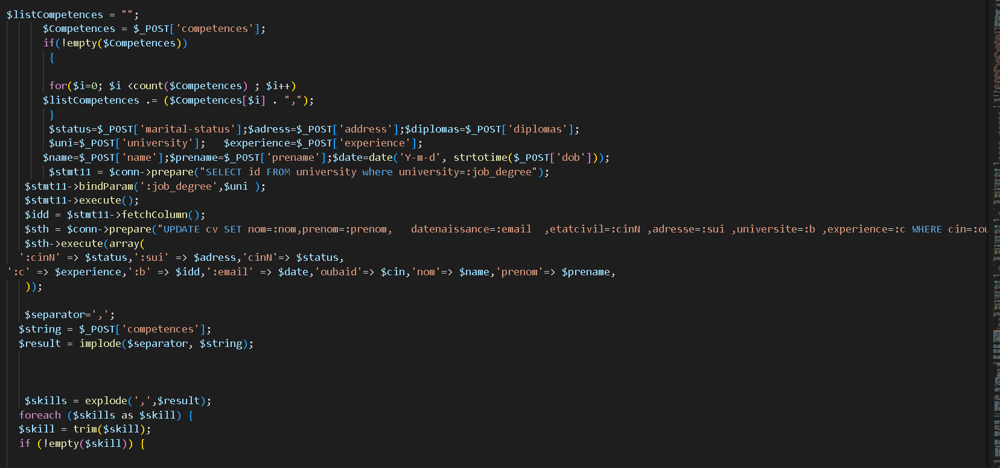 $listCompetences = "";
$Competences = $_POST['competences'];
if(!empty($Competences))
{
for($i=0; $i <count($Competences) ; $i++)
$listCompetences .= ($Competences[$i] . ",");
}
$status=$_POST['marital-status'];$adress=$_POST['address'];$diplomas=$_POST['diplomas'];
$uni=$_POST['university'];   $experience=$_POST['experience'];
$name=$_POST['name'];$prename=$_POST['prename'];$date=date('Y-m-d', strtotime($_POST['dob']));
$stmt11 = $conn->prepare("SELECT id FROM university where university=:job_degree");
$stmt11->bindParam(':job_degree',$uni );
$stmt11->execute();
$idd = $stmt11->fetchColumn();
$sth = $conn->prepare("UPDATE cv SET nom=:nom,prenom=:prenom,   datenaissance=:email  ,etatcivil=:cinN ,adresse=:sui ,universite=:b ,experience=:c WHERE cin=:ou
$sth->execute(array(
':cinN' => $status,':sui' => $adress,'cinN'=> $status,
':c' => $experience,':b' => $idd,':email' => $date,'oubaid'=> $cin,'nom'=> $name,'prenom'=> $prename,
));
$separator=',';
$string = $_POST['competences'];
$result = implode($separator, $string);
$skills = explode(',',$result);
foreach ($skills as $skill) {
$skill = trim($skill);
if (!empty($skill)) {